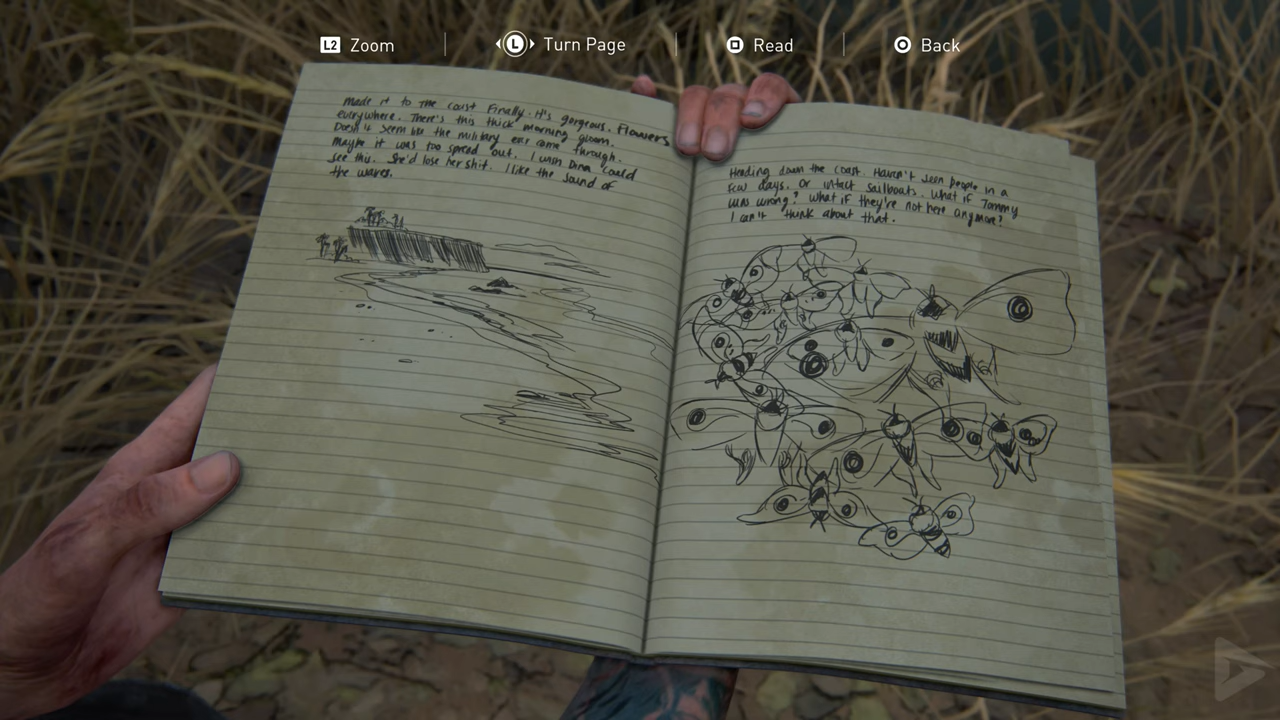 L2 Zoom
L Turn Page
Read
Back
Made it to the coast Finally. It's gorgeous. Flowers
everywhere. There's this thick morning gloom.
Doesn't seem like the military ever came through.
Maybe it was too spread out. I wish Dina could
see this. She'd lose her shit. I like the sound of
the waves.
Heading down the coast. Haven't seen people in a
few days. Or intact sailboats. What if Tommy
was wrong? What if they're not here anymore?
I can't think about that.